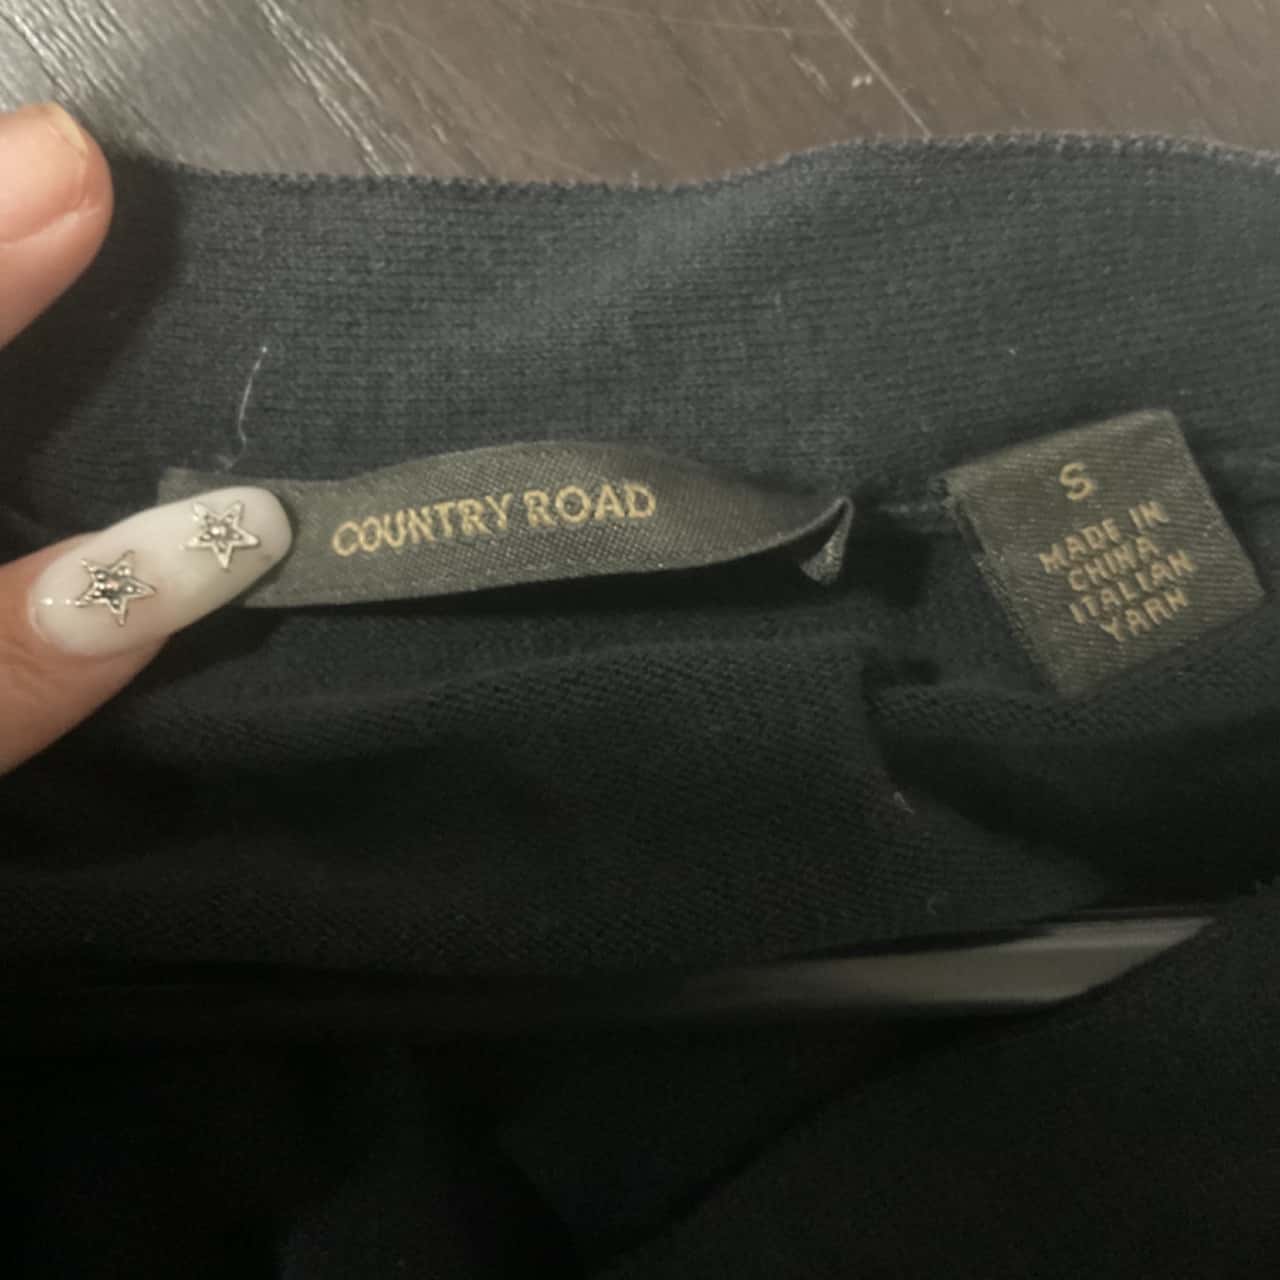 COUNTRY ROAD
S
MADE IN
CHINA
ITALIAN
YARN